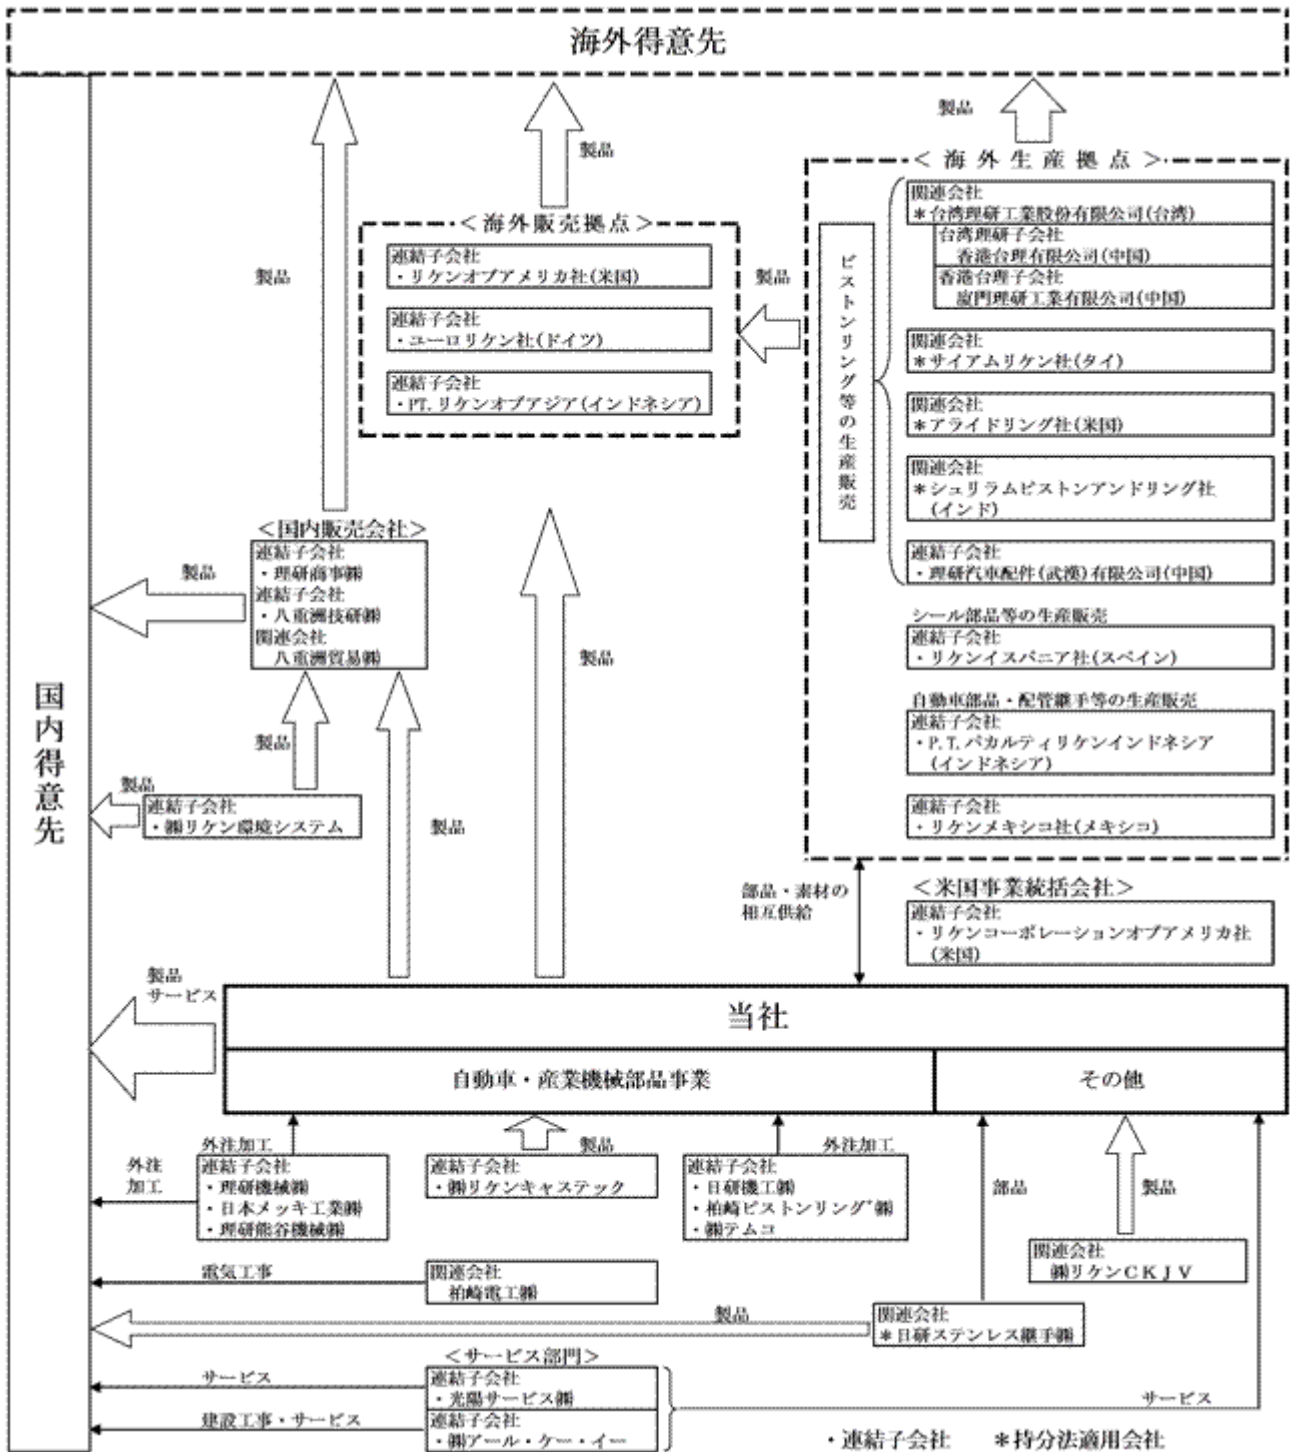 海外得意先
製品
製品
製品
＜海外生産拠点＞
関連会社
＊台湾理研工業股份有限公司(台湾)
台湾理研子会社
香港台理有限公司(中国)
香港台理子会社
廈門理研工業有限公司(中国)
関連会社
＊サイアムリケン社(タイ)
関連会社
＊アライドリング社(米国)
関連会社
＊シュリラムピストンアンドリング社
(インド)
連結子会社
・理研汽車配件(武漢)有限公司(中国)
ピストンリング等の生産販売
シール部品等の生産販売
連結子会社
・リケンイスパニア社(スペイン)
自動車部品・配管継手等の生産販売
連結子会社
・P.T.パカルティリケンインドネシア
(インドネシア)
連結子会社
・リケンメキシコ社(メキシコ)
製品
＜海外販売拠点＞
連結子会社
・リケンオブアメリカ社(米国)
連結子会社
・ユーロリケン社(ドイツ)
連結子会社
・PT.リケンオブアジア(インドネシア)
＜国内販売会社＞
連結子会社
・理研商事㈱
連結子会社
・八重洲技研㈱
関連会社
八重洲貿易㈱
製品
製品
製品
製品
連結子会社
・㈱リケン環境システム
製品
国内得意先
部品・素材の
相互供給
＜米国事業統括会社＞
連結子会社
・リケンコーポレーションオブアメリカ社
(米国)
製品
サービス
当社
自動車・産業機械部品事業
その他
外注加工
外注
加工
連結子会社
・理研機械㈱
・日本メッキ工業㈱
・理研熊谷機械㈱
製品
連結子会社
・㈱リケンキャステック
外注加工
連結子会社
・日研機工㈱
・柏崎ピストンリング㈱
・㈱テムコ
部品
製品
関連会社
㈱リケンＣＫＪＶ
電気工事
関連会社
柏崎電工㈱
製品
関連会社
＊日研ステンレス継手㈱
＜サービス部門＞
サービス
連結子会社
・光陽サービス㈱
建設工事・サービス
連結子会社
・㈱アール・ケー・イー
サービス
・連結子会社 ＊持分法適用会社